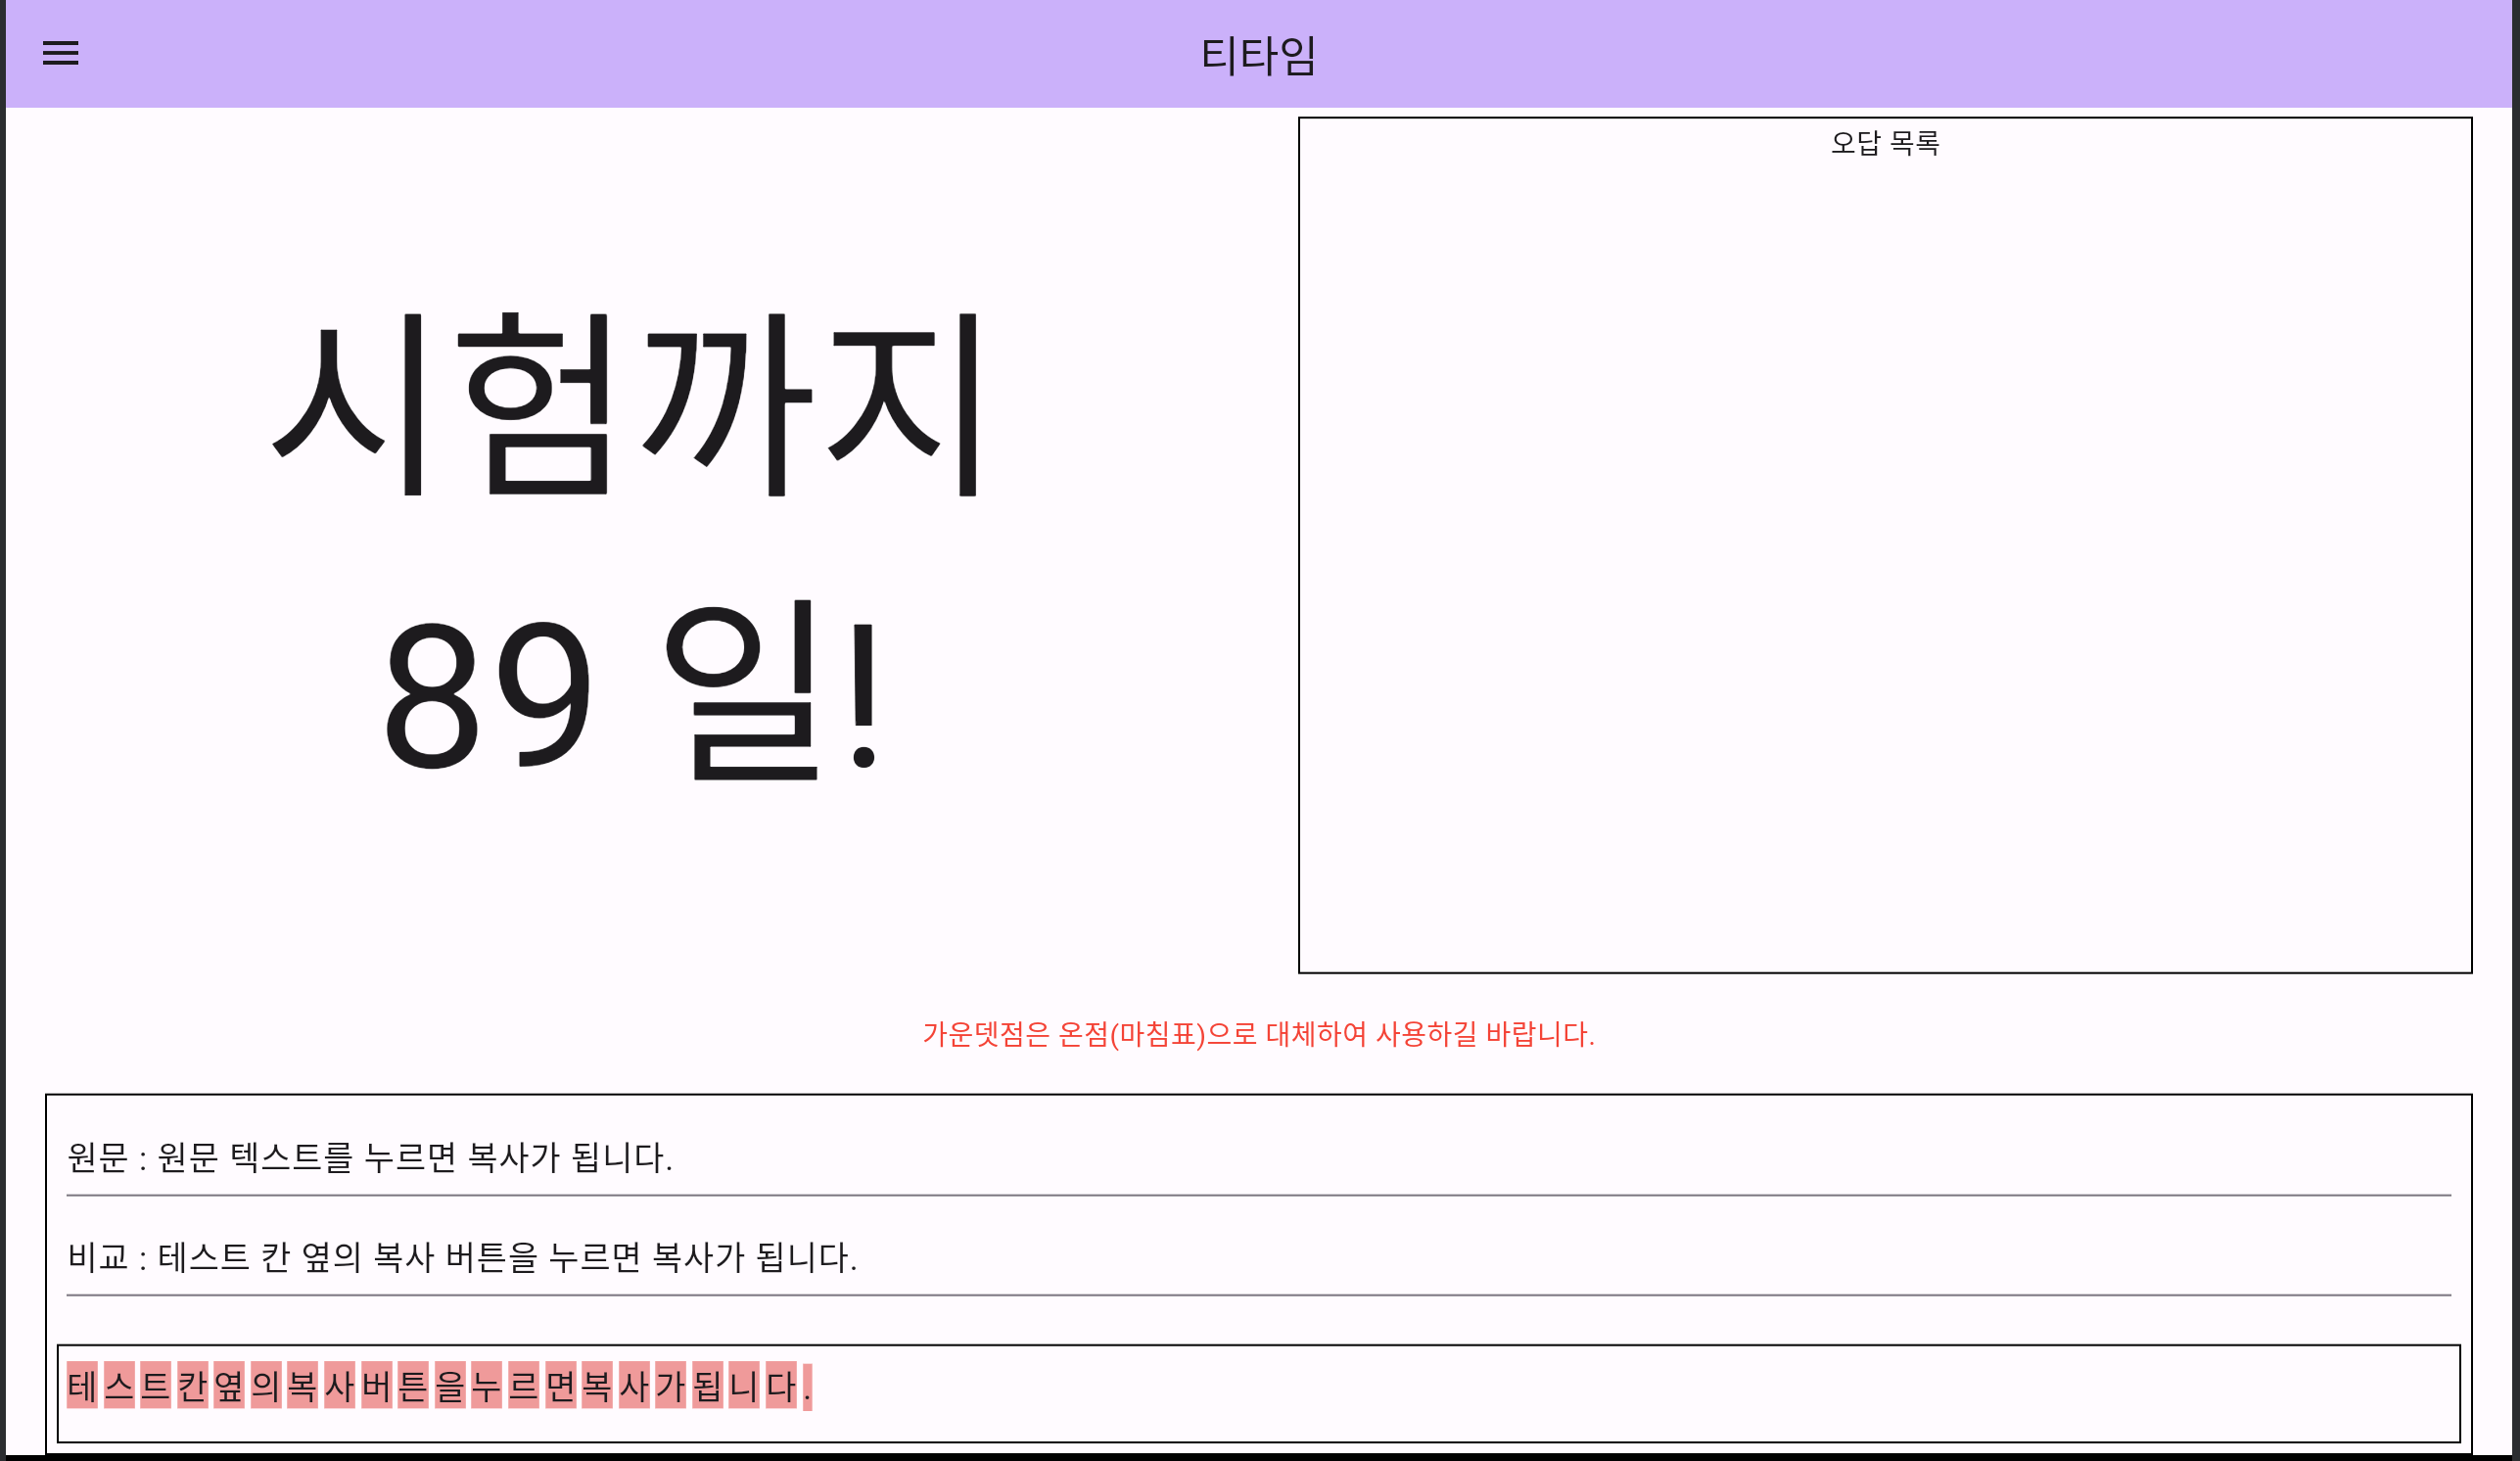 티타임
시험까지
89 일!
오답 목록
가운뎃점은 온점(마침표)으로 대체하여 사용하길 바랍니다.
원문 : 원문 텍스트를 누르면 복사가 됩니다.
비교 : 테스트 칸 옆의 복사 버튼을 누르면 복사가 됩니다.
테스트칸옆의복사버튼을누르면복사가됩니다.